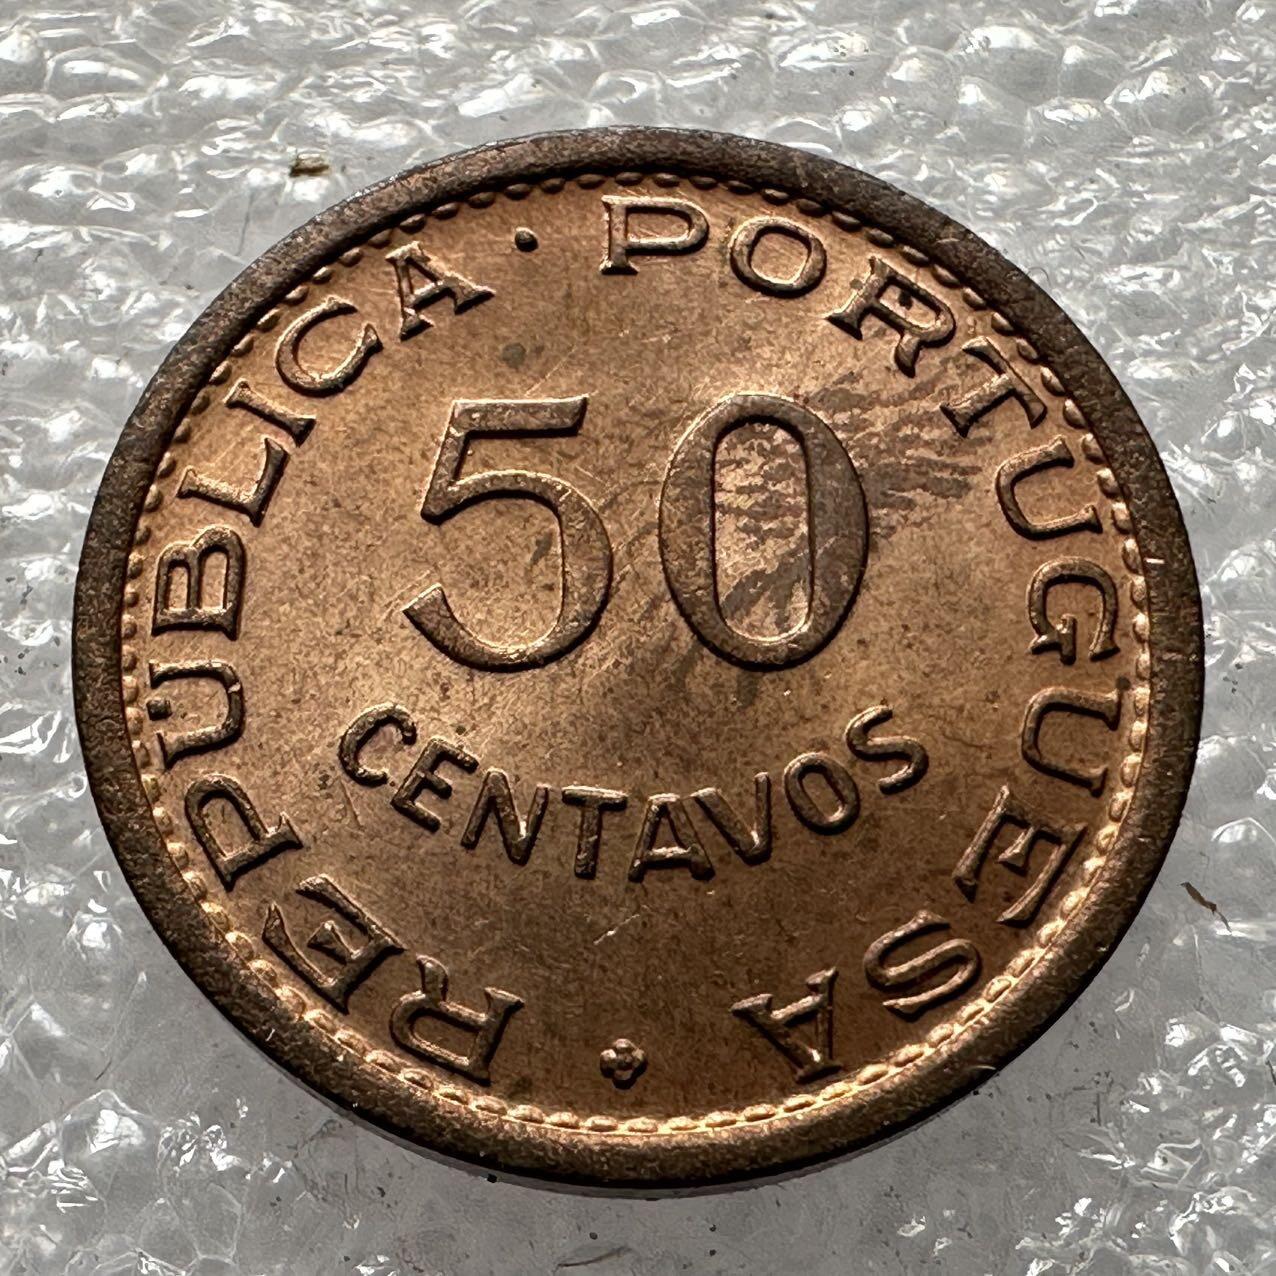 REPÚBLICA · PORTUGUESA
50
CENTAVOS